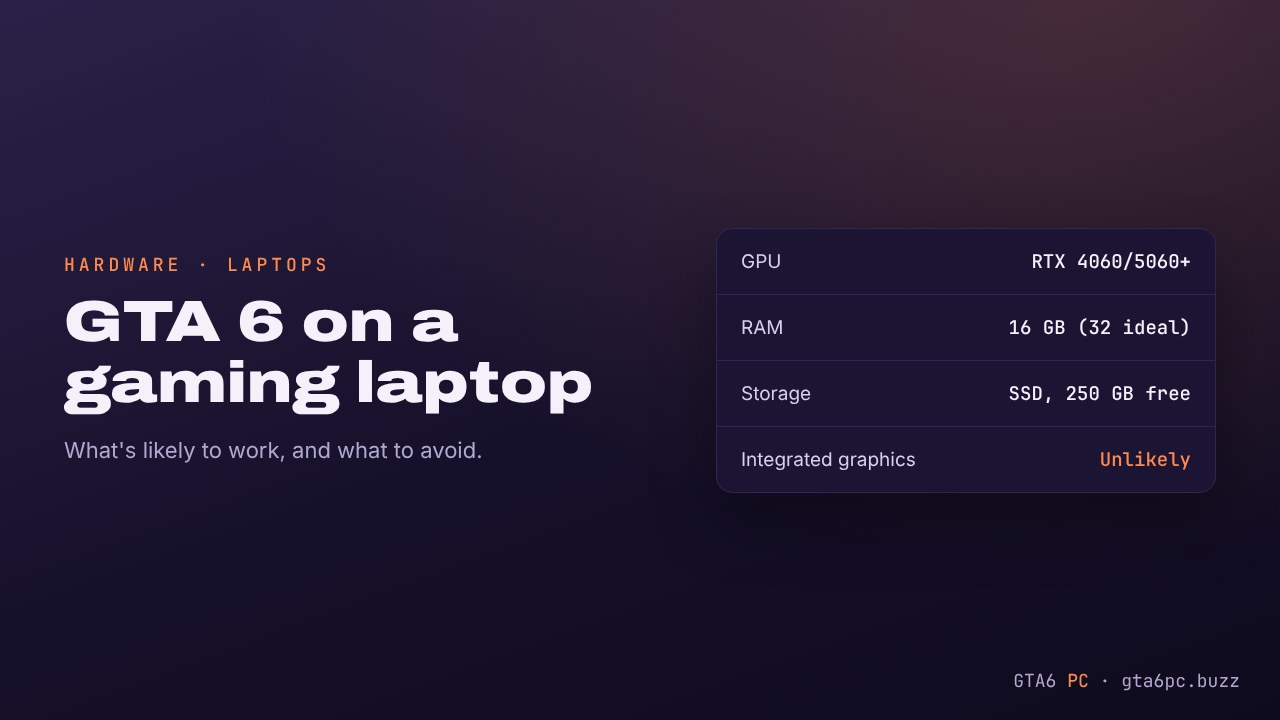 HARDWARE · LAPTOPS
GTA 6 on a
gaming laptop
What's likely to work, and what to avoid.
GPU RTX 4060/5060+
RAM 16 GB (32 ideal)
Storage SSD, 250 GB free
Integrated graphics Unlikely
GTA6 PC · gta6pc.buzz